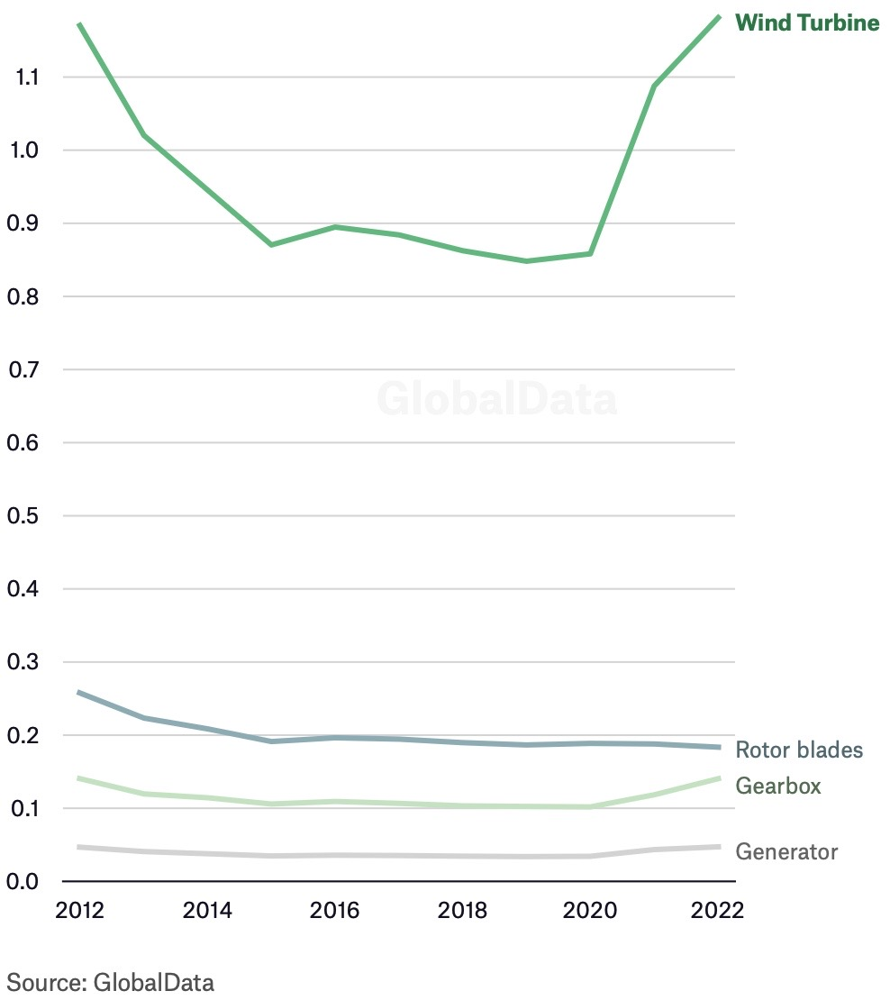 Wind Turbine
1.1
1.0
0.9
0.8
0.7
GlobalData
0.6
0.5
0.4
0.3
0.2
Rotor blades
Gearbox
0.1
Generator
0.0
2012 2014 2016 2018 2020 2022
Source: GlobalData